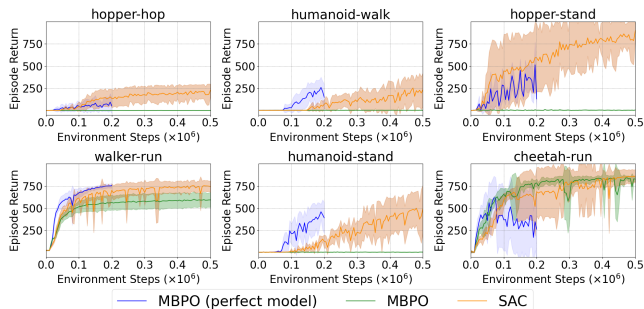 hopper-hop
humanoid-walk
hopper-stand
Episode Return
750
500
250
0.0 0.1 0.2 0.3 0.4 0.5
Environment Steps (×10⁶)
Episode Return
750
500
250
0.0 0.1 0.2 0.3 0.4 0.5
Environment Steps (×10⁶)
Episode Return
750
500
250
0.0 0.1 0.2 0.3 0.4 0.5
Environment Steps (×10⁶)
walker-run
humanoid-stand
cheetah-run
Episode Return
750
500
250
0.0 0.1 0.2 0.3 0.4 0.5
Environment Steps (×10⁶)
Episode Return
750
500
250
0.0 0.1 0.2 0.3 0.4 0.5
Environment Steps (×10⁶)
Episode Return
750
500
250
0.0 0.1 0.2 0.3 0.4 0.5
Environment Steps (×10⁶)
MBPO (perfect model) MBPO SAC